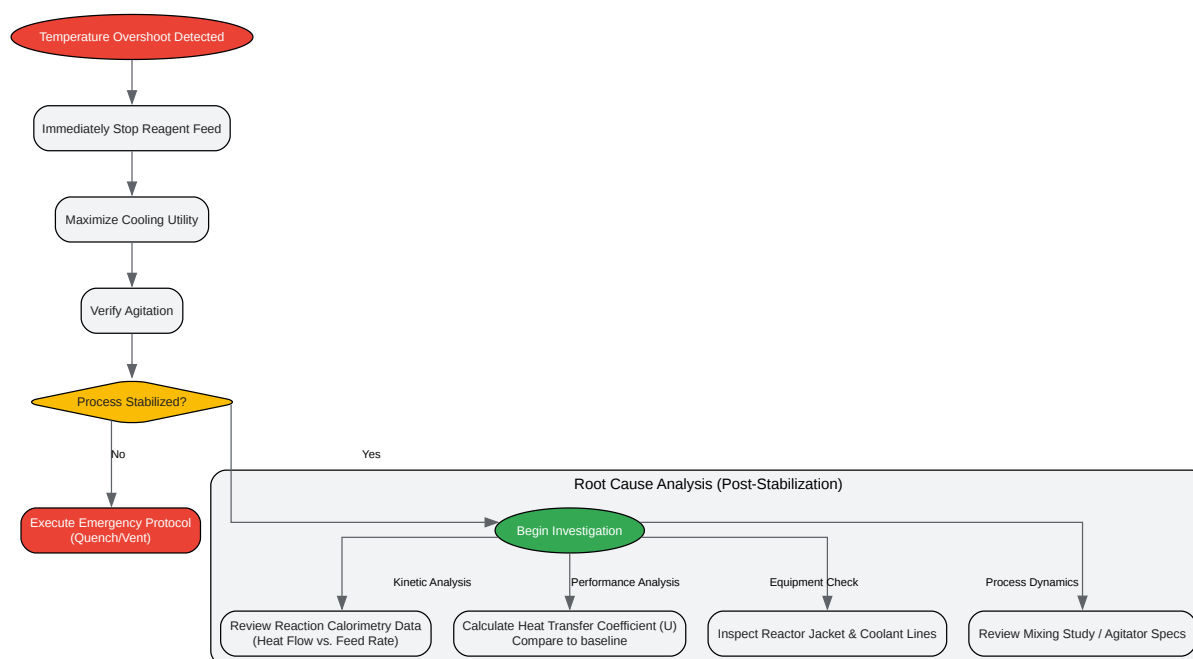 Temperature Overshoot Detected
Immediately Stop Reagent Feed
Maximize Cooling Utility
Verify Agitation
Process Stabilized?
No
Yes
Execute Emergency Protocol
(Quench/Vent)
Root Cause Analysis (Post-Stabilization)
Begin Investigation
Kinetic Analysis
Performance Analysis
Equipment Check
Process Dynamics
Review Reaction Calorimetry Data
(Heat Flow vs. Feed Rate)
Calculate Heat Transfer Coefficient (U)
Compare to baseline
Inspect Reactor Jacket & Coolant Lines
Review Mixing Study / Agitator Specs